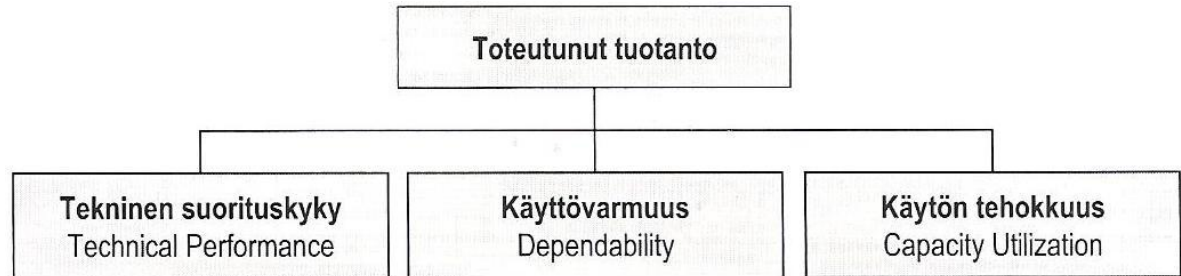 Toteutunut tuotanto
Tekninen suorituskyky
Technical Performance
Käyttövarmuus
Dependability
Käytön tehokkuus
Capacity Utilization